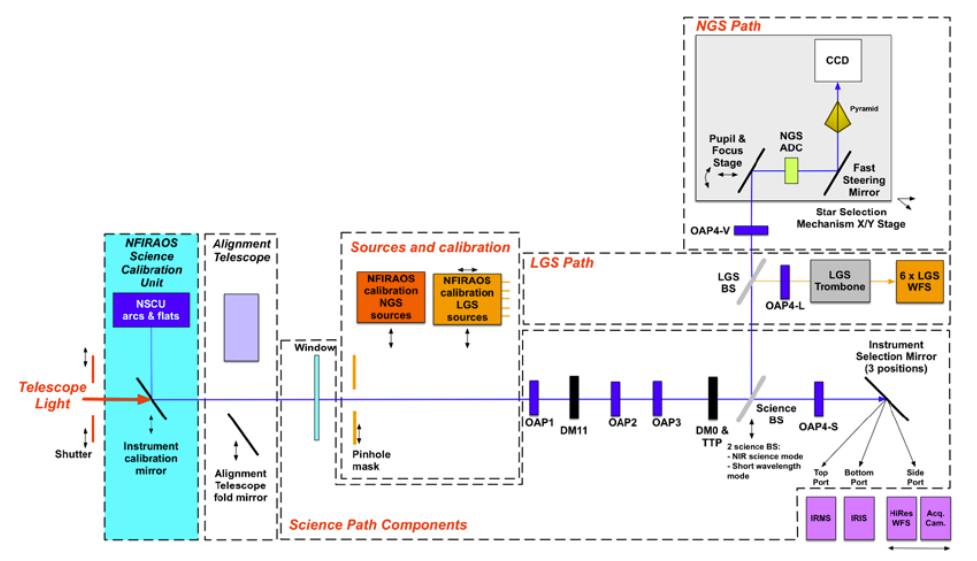 NGS Path
CCD
Pyramid
NGS
ADC
Pupil &
Focus
Stage
Fast
Steering
Mirror
Star Selection
Mechanism X/Y Stage
OAP4-V
LGS Path
LGS
BS
OAP4-L
LGS
Trombone
6 x LGS
WFS
NFIRAOS
Science
Calibration
Unit
NSCU
arcs & flats
Alignment
Telescope
Sources and calibration
NFIRAOS
calibration
NGS
sources
NFIRAOS
calibration
LGS
sources
Window
Telescope
Light
Shutter
Instrument
calibration
mirror
Alignment
Telescope
fold mirror
Pinhole
mask
OAP1
DM11
OAP2
OAP3
DM0 &
TTP
Science
BS
2 science BS:
- NIR science mode
- Short wavelength
mode
OAP4-S
Instrument
Selection Mirror
(3 positions)
Top
Port
Bottom
Port
Side
Port
IRMS
IRIS
HiRes
WFS
Acq.
Cam.
Science Path Components